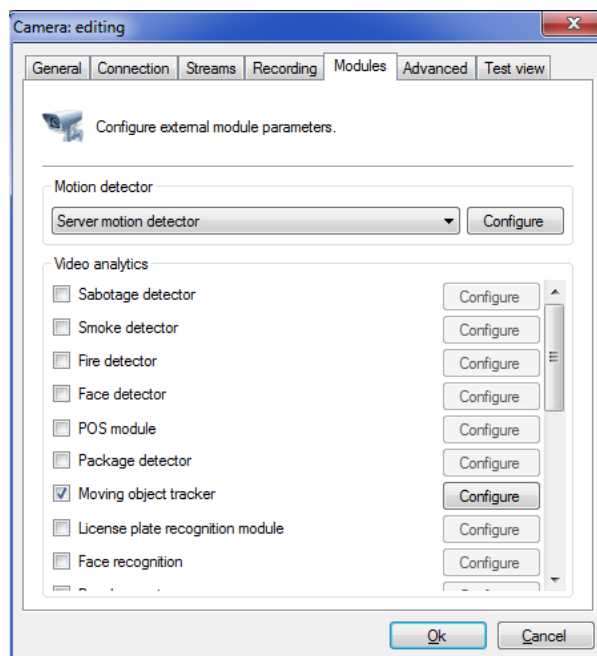 Camera: editing
General Connection Streams Recording Modules Advanced Test view
Configure external module parameters.
Motion detector
Server motion detector Configure
Video analytics
Sabotage detector Configure
Smoke detector Configure
Fire detector Configure
Face detector Configure
POS module Configure
Package detector Configure
Moving object tracker Configure
License plate recognition module Configure
Face recognition Configure
Ok Cancel